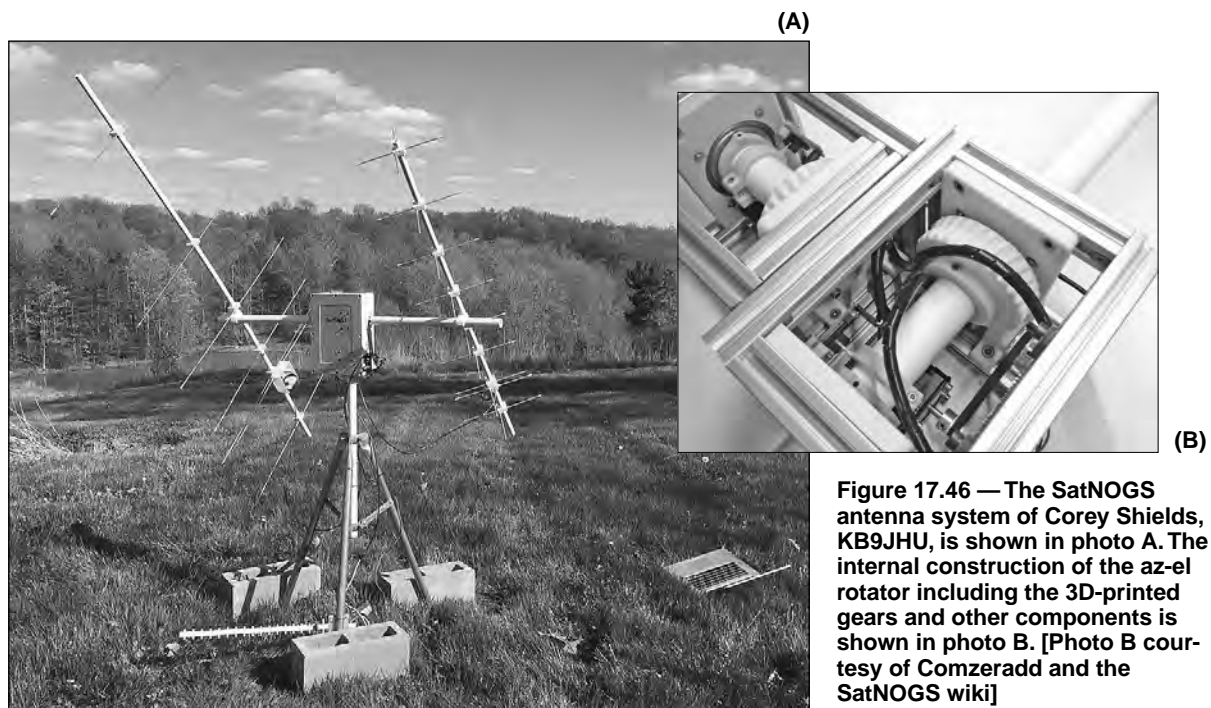 (A)
(B)
Figure 17.46 — The SatNOGS
antenna system of Corey Shields,
KB9JHU, is shown in photo A. The
internal construction of the az-el
rotator including the 3D-printed
gears and other components is
shown in photo B. [Photo B cour-
tesy of Comzeradd and the
SatNOGS wiki]